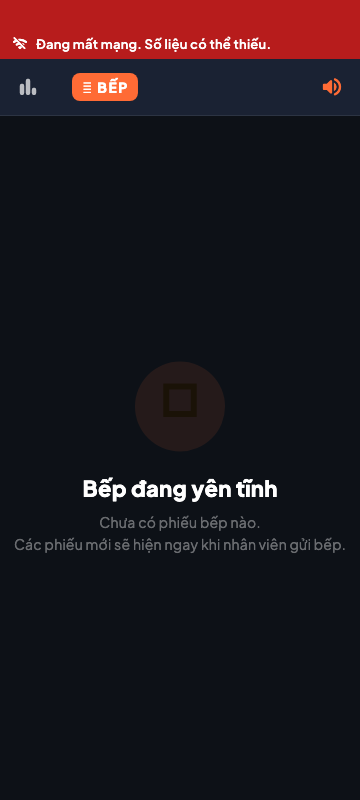 Đang mất mạng. Số liệu có thể thiếu.
BẾP
Bếp đang yên tĩnh
Chưa có phiếu bếp nào.
Các phiếu mới sẽ hiện ngay khi nhân viên gửi bếp.